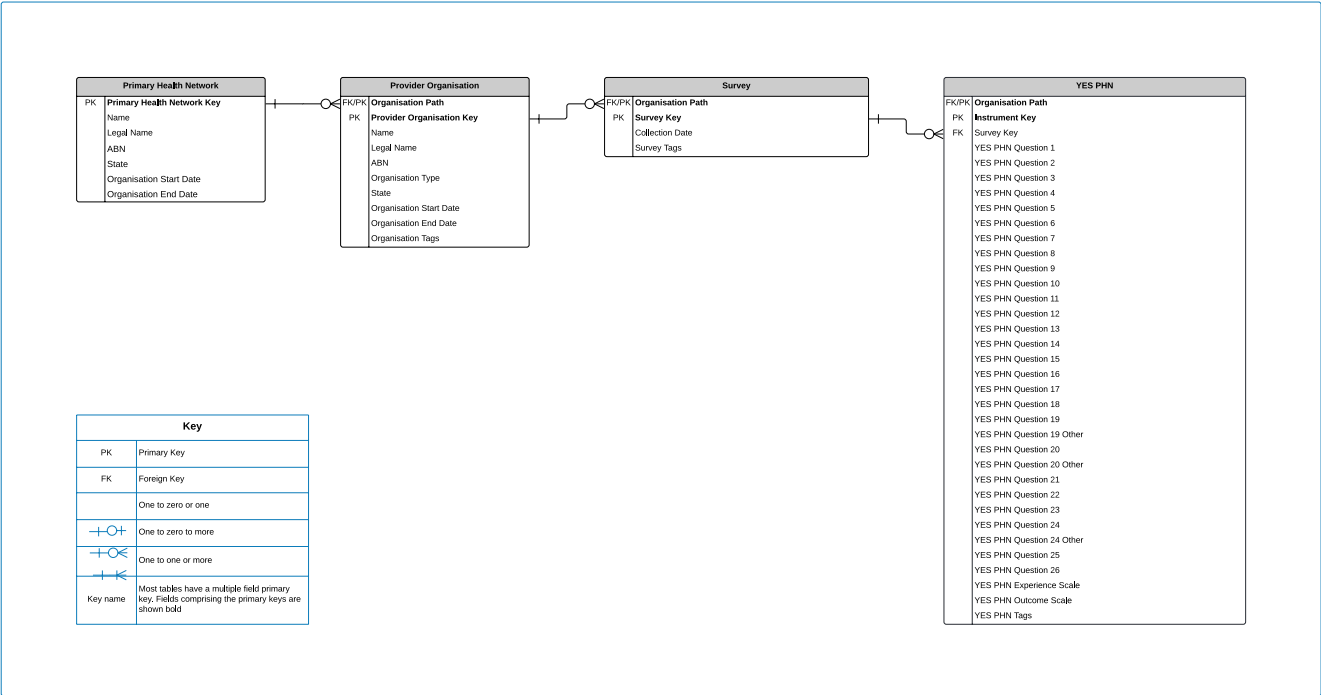 Primary Health Network
PK Primary Health Network Key
Name
Legal Name
ABN
State
Organisation Start Date
Organisation End Date
Provider Organisation
FK/PK Organisation Path
PK Provider Organisation Key
Name
Legal Name
ABN
Organisation Type
State
Organisation Start Date
Organisation End Date
Organisation Tags
Survey
FK/PK Organisation Path
PK Survey Key
Collection Date
Survey Tags
YES PHN
FK/PK Organisation Path
PK Instrument Key
FK Survey Key
YES PHN Question 1
YES PHN Question 2
YES PHN Question 3
YES PHN Question 4
YES PHN Question 5
YES PHN Question 6
YES PHN Question 7
YES PHN Question 8
YES PHN Question 9
YES PHN Question 10
YES PHN Question 11
YES PHN Question 12
YES PHN Question 13
YES PHN Question 14
YES PHN Question 15
YES PHN Question 16
YES PHN Question 17
YES PHN Question 18
YES PHN Question 19
YES PHN Question 19 Other
YES PHN Question 20
YES PHN Question 20 Other
YES PHN Question 21
YES PHN Question 22
YES PHN Question 23
YES PHN Question 24
YES PHN Question 24 Other
YES PHN Question 25
YES PHN Question 26
YES PHN Experience Scale
YES PHN Outcome Scale
YES PHN Tags
Key
PK Primary Key
FK Foreign Key
One to zero or one
One to zero to more
One to one or more
Key name
Most tables have a multiple field primary
key. Fields comprising the primary keys are
shown bold